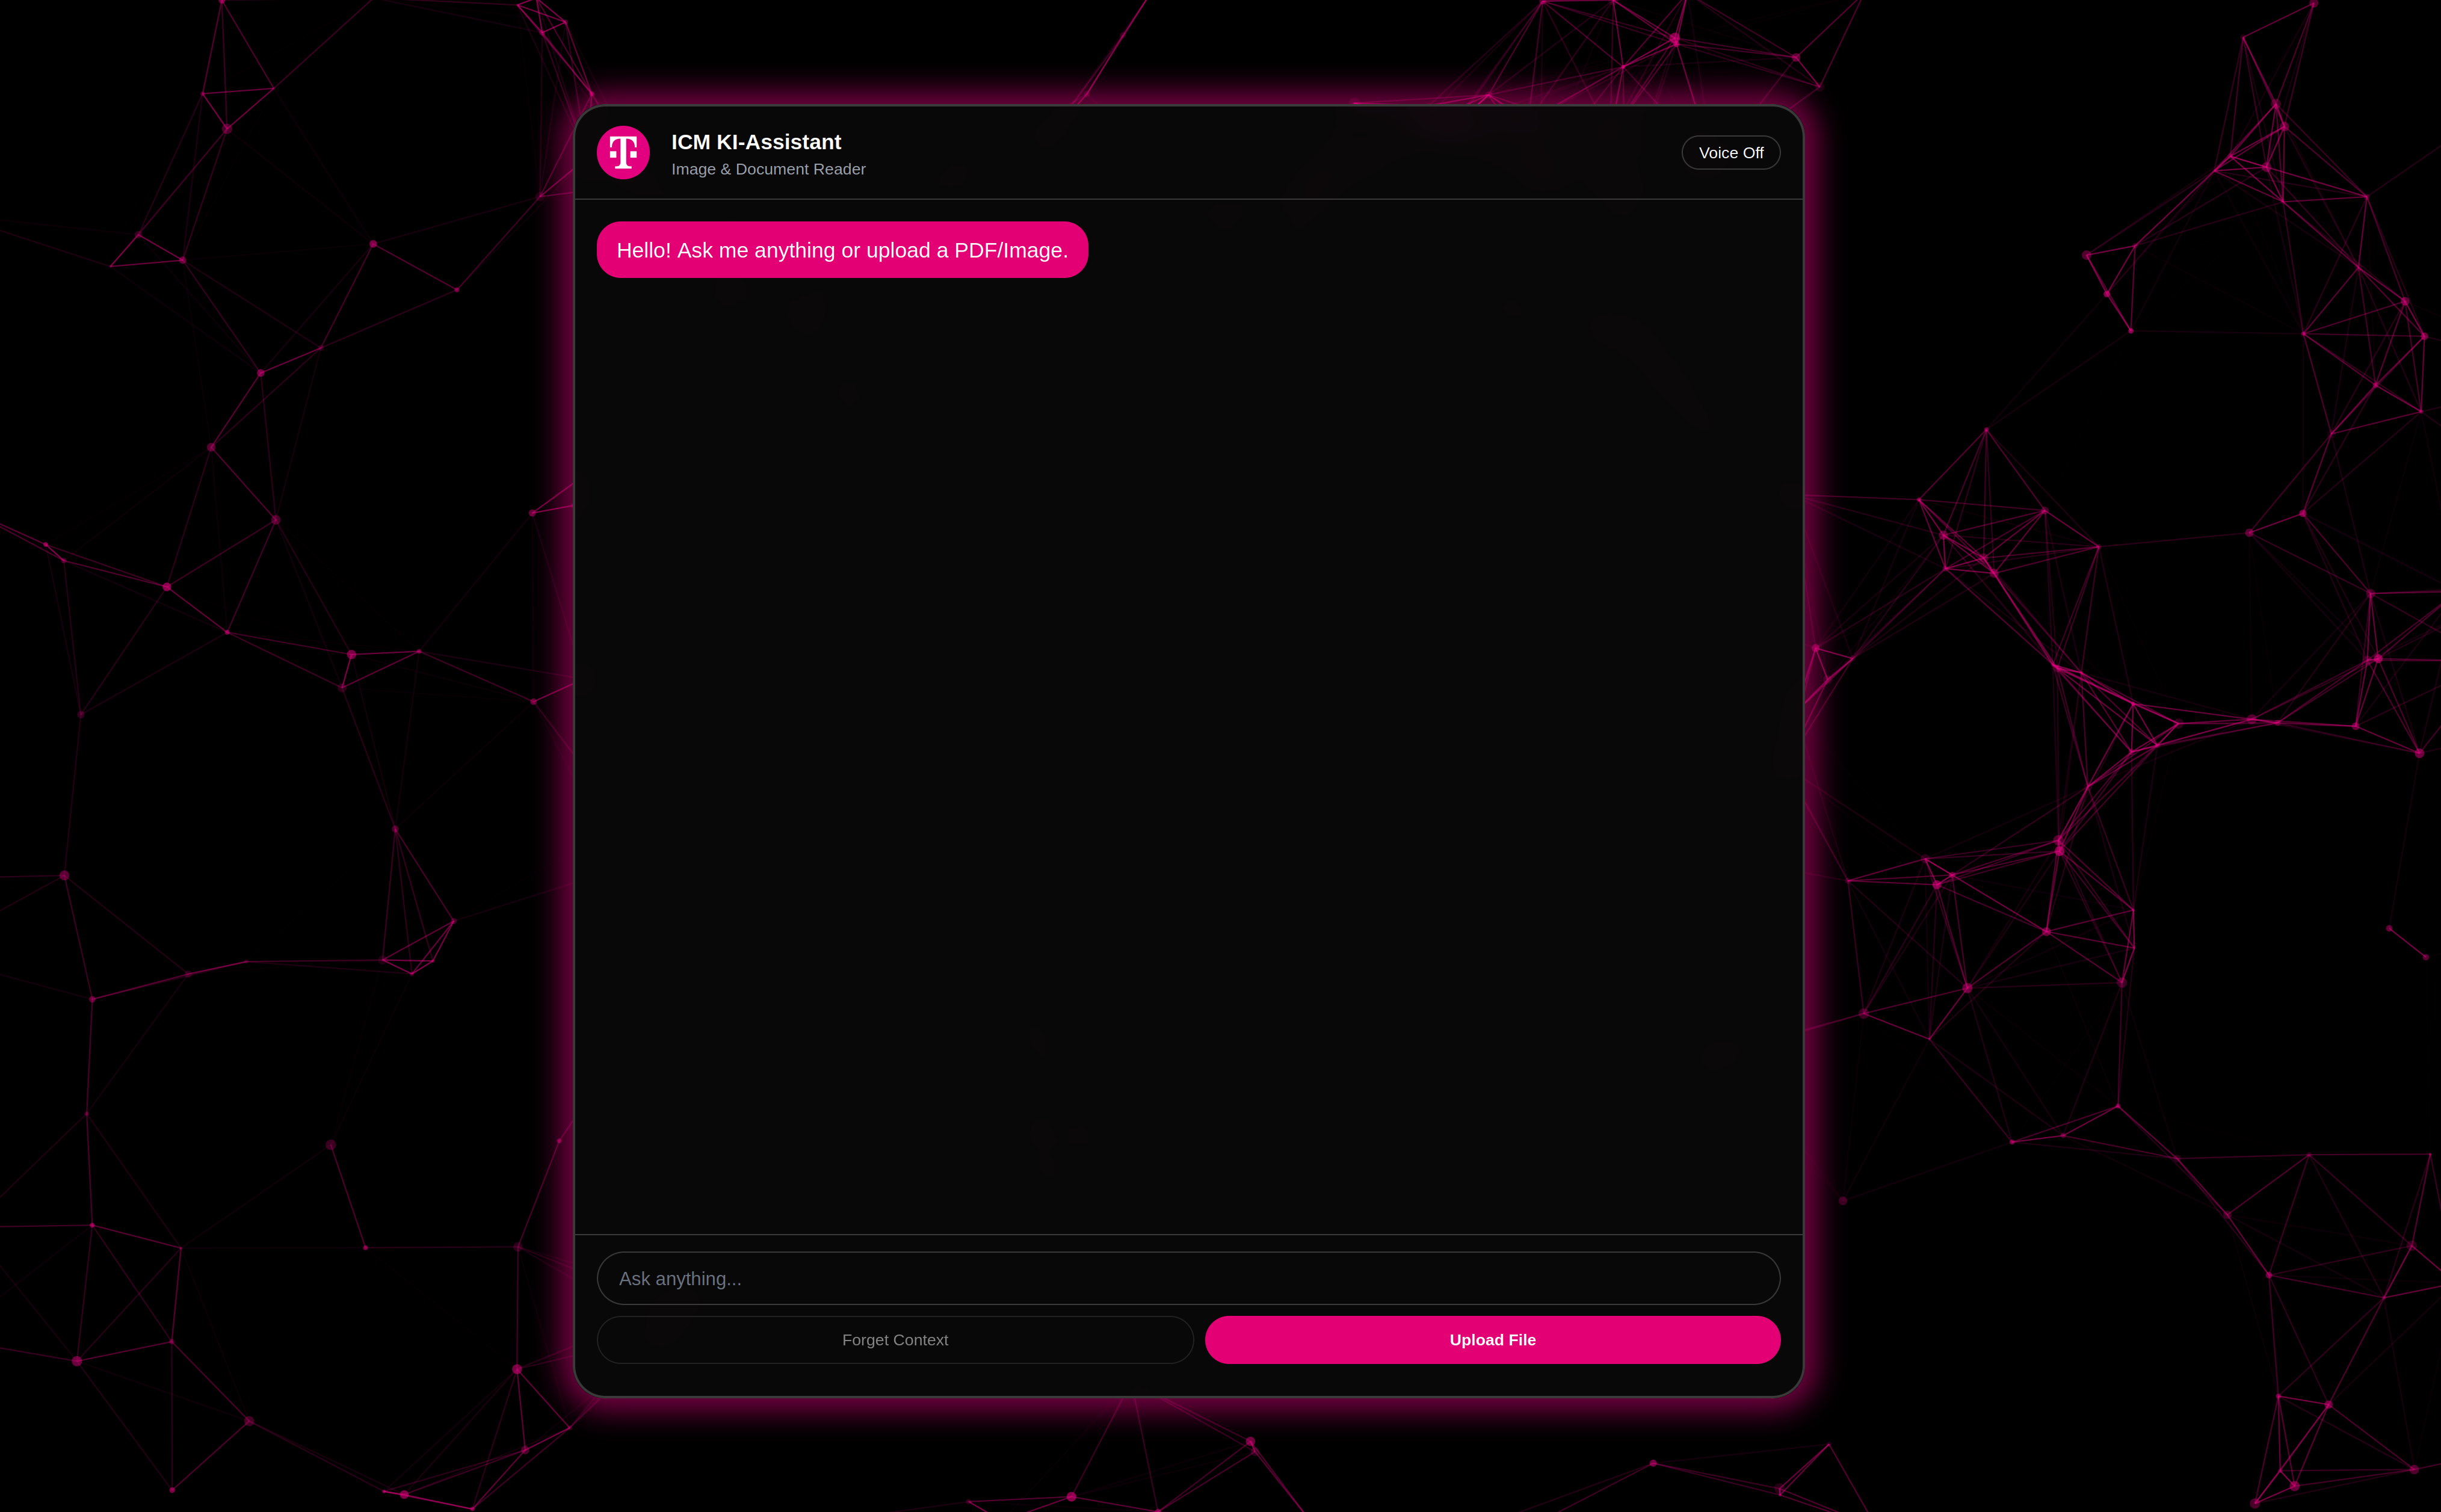 ICM KI-Assistant
Image & Document Reader
Voice Off
Hello! Ask me anything or upload a PDF/Image.
Ask anything...
Forget Context
Upload File